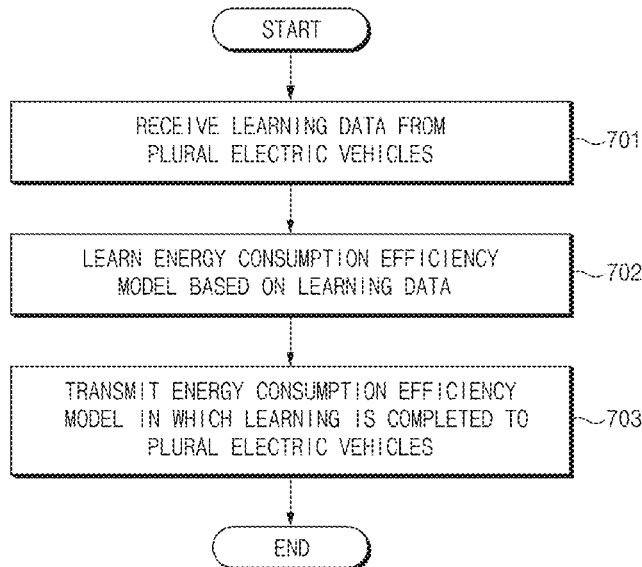 START
RECEIVE LEARNING DATA FROM
PLURAL ELECTRIC VEHICLES
701
LEARN ENERGY CONSUMPTION EFFICIENCY
MODEL BASED ON LEARNING DATA
702
TRANSMIT ENERGY CONSUMPTION EFFICIENCY
MODEL IN WHICH LEARNING IS COMPLETED TO
PLURAL ELECTRIC VEHICLES
703
END